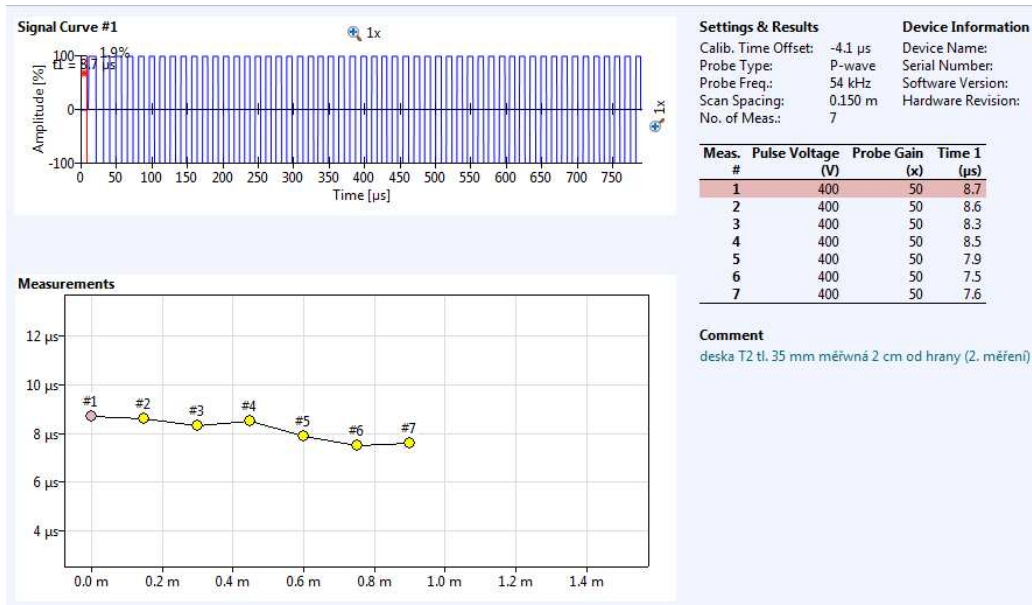 Signal Curve #1
1x
1.9%
t1 = 8.7 µs
100
0
-100
Amplitude [%]
0 50 100 150 200 250 300 350 400 450 500 550 600 650 700 750
Time [µs]
1x
Settings & Results
Calib. Time Offset: -4.1 µs
Probe Type: P-wave
Probe Freq.: 54 kHz
Scan Spacing: 0.150 m
No. of Meas.: 7
Device Information
Device Name:
Serial Number:
Software Version:
Hardware Revision:
Meas. Pulse Voltage Probe Gain Time 1
# (V) (x) (µs)
1 400 50 8.7
2 400 50 8.6
3 400 50 8.3
4 400 50 8.5
5 400 50 7.9
6 400 50 7.5
7 400 50 7.6
Comment
deska T2 tl. 35 mm měřwná 2 cm od hrany (2. měření)
Measurements
12 µs
10 µs
8 µs
6 µs
4 µs
#1 #2 #3 #4 #5 #6 #7
0.0 m 0.2 m 0.4 m 0.6 m 0.8 m 1.0 m 1.2 m 1.4 m